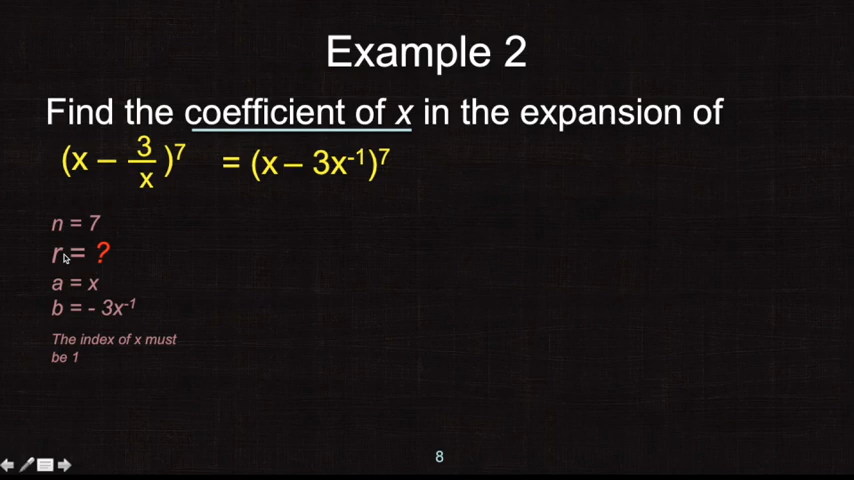 Example 2
Find the coefficient of x in the expansion of
(x – 3/x)⁷ = (x – 3x⁻¹)⁷
n = 7
r = ?
a = x
b = - 3x⁻¹
The index of x must
be 1
8